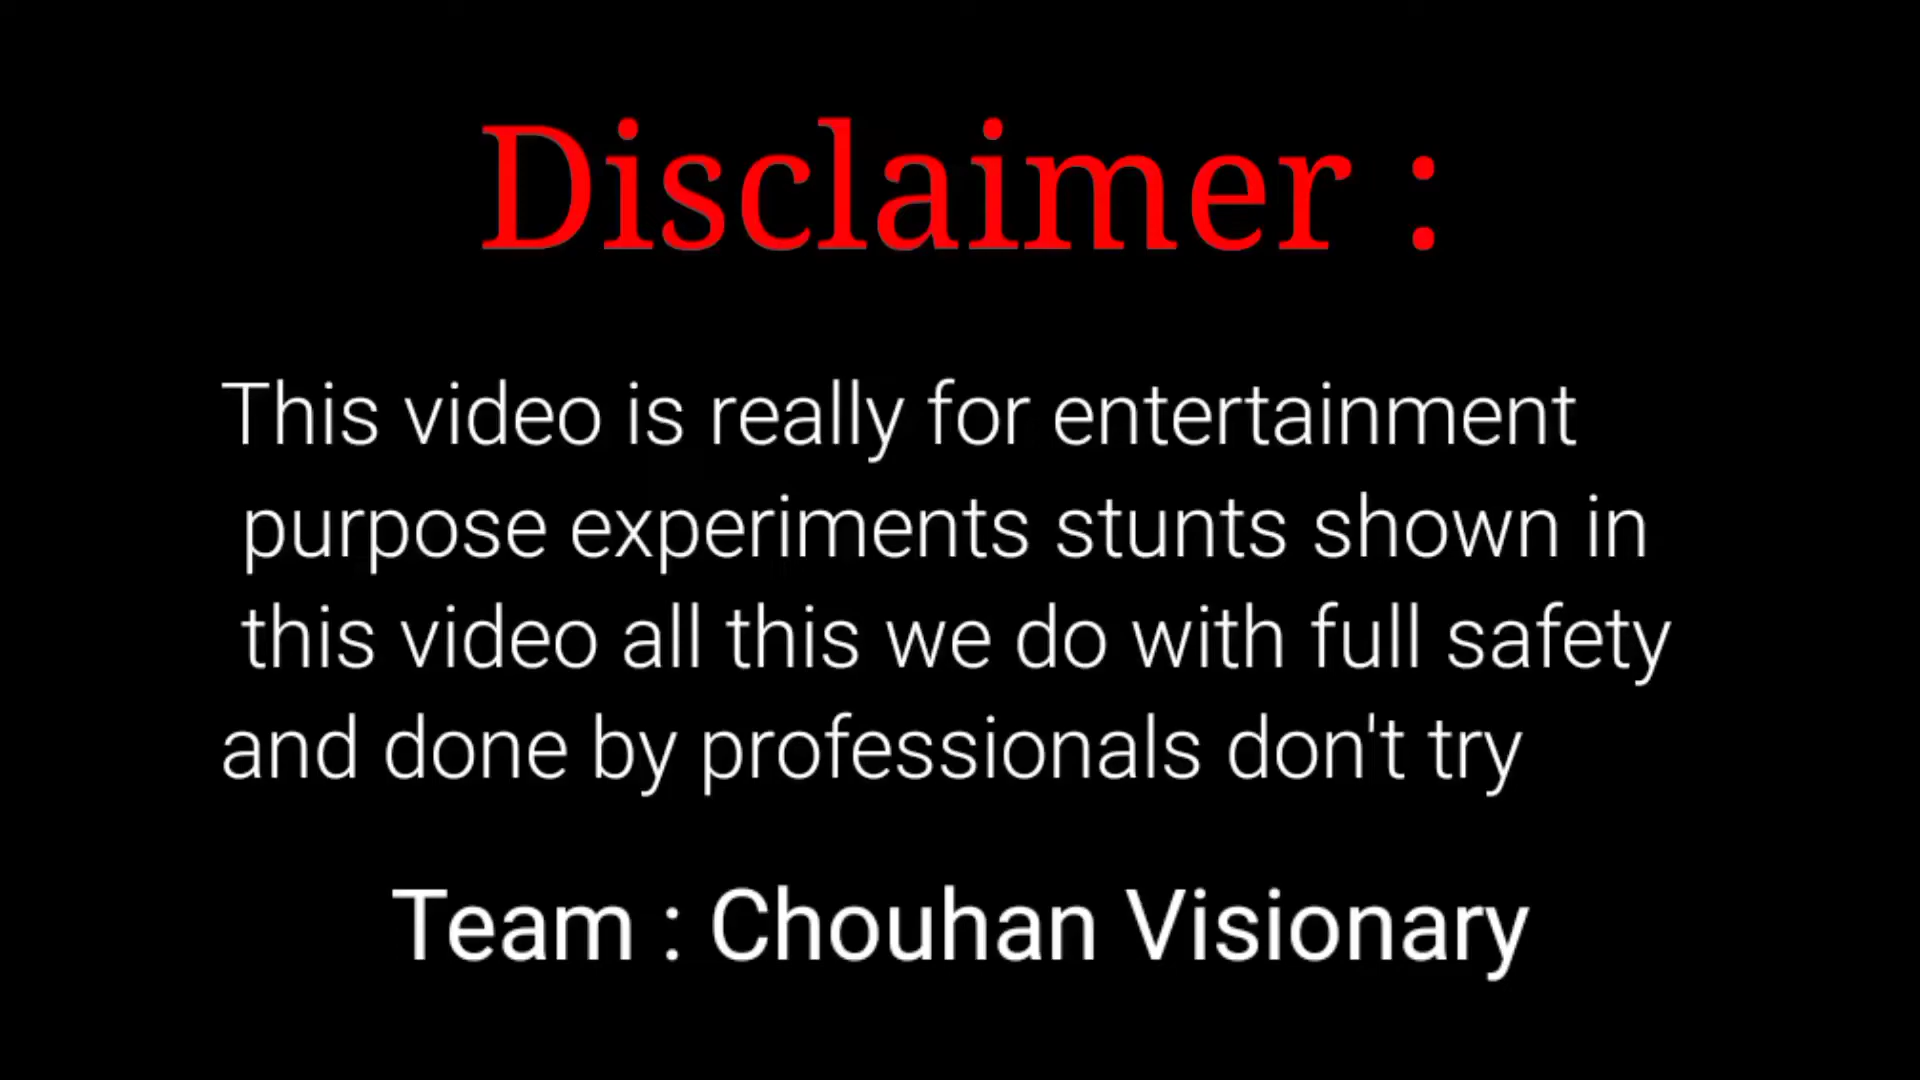 Disclaimer :
This video is really for entertainment
purpose experiments stunts shown in
this video all this we do with full safety
and done by professionals don't try
Team : Chouhan Visionary